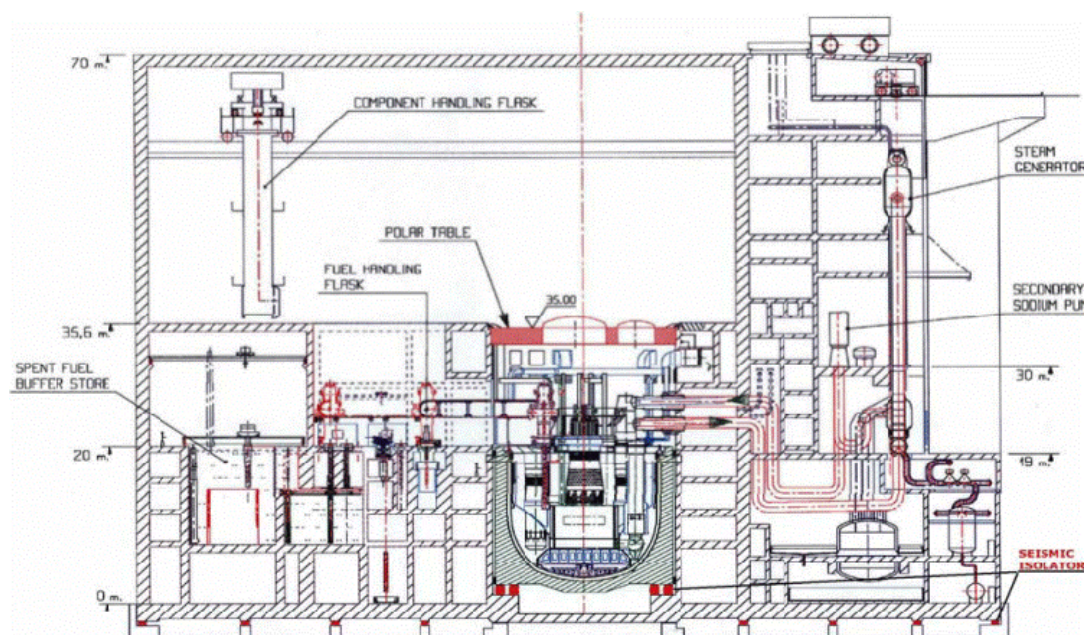 70 m.
COMPONENT HANDLING FLASK
STEAM
GENERATOR
POLAR TABLE
FUEL HANDLING
FLASK
35.00
SECONDARY
SODIUM PUM
35,6 m.
SPENT FUEL
BUFFER STORE
30 m.
20 m.
19 m.
SEISMIC
ISOLATOR
0 m.